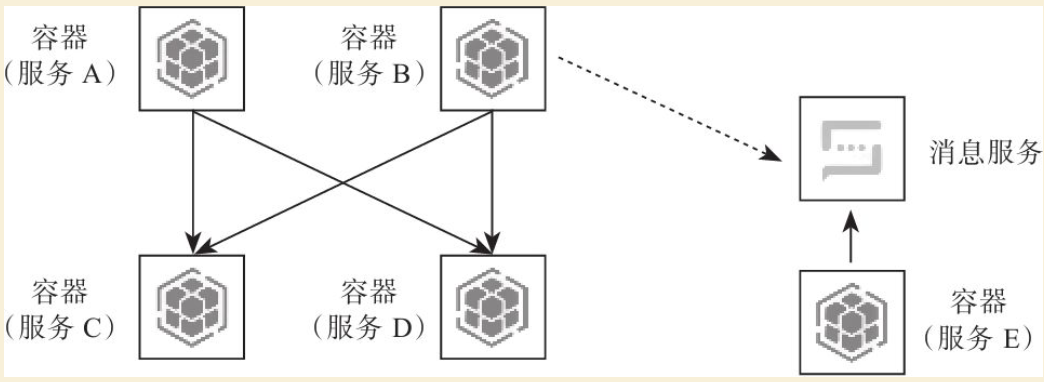 容器
（服务 A）
容器
（服务 B）
消息服务
容器
（服务 C）
容器
（服务 D）
容器
（服务 E）